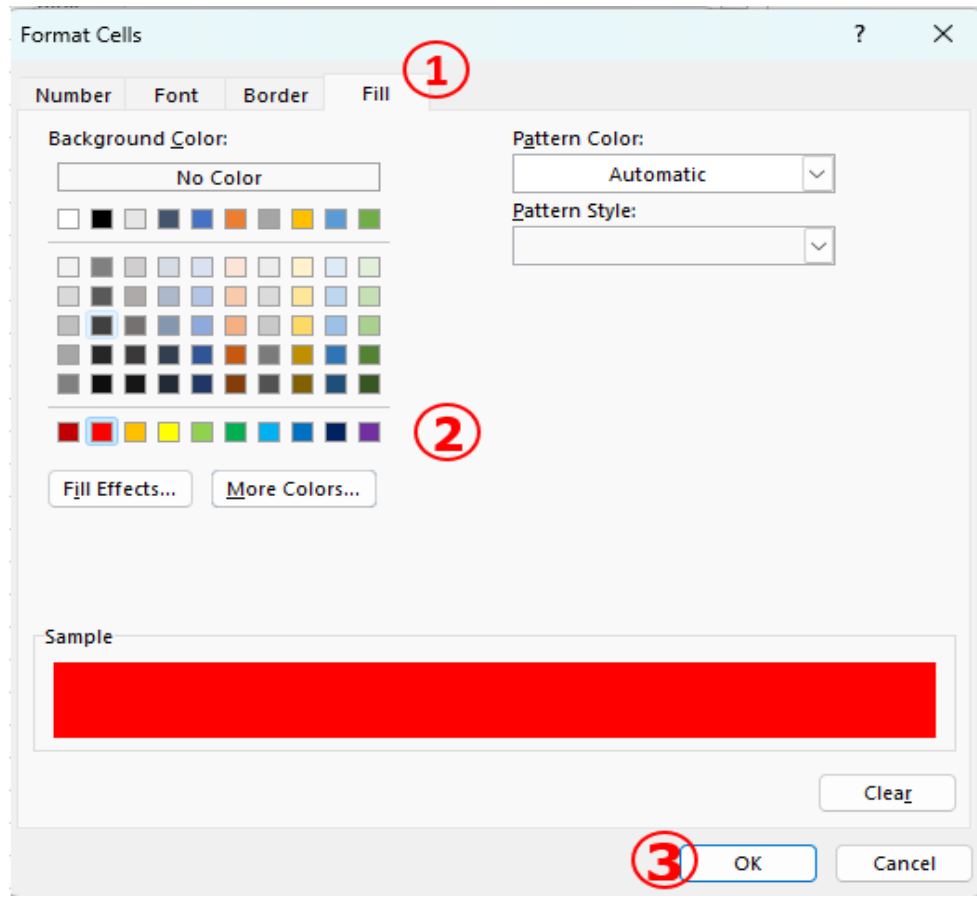 Format Cells ? ×
Number Font Border Fill ①
Background Color:
No Color
Pattern Color:
Automatic
Pattern Style:
②
Fill Effects... More Colors...
Sample
Clear
③ OK Cancel